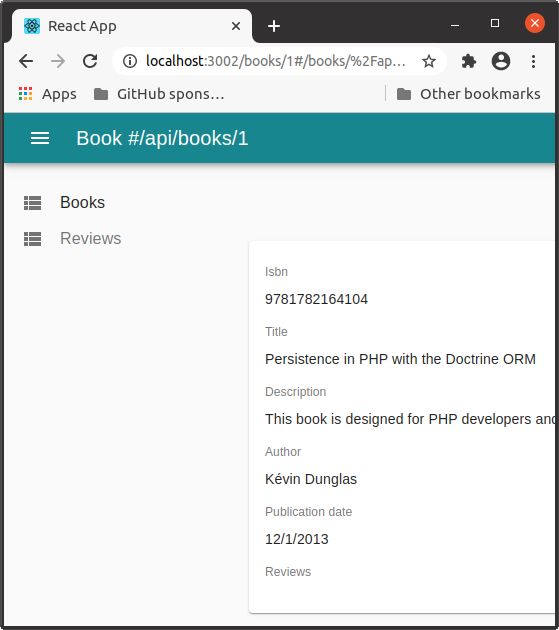 React App
localhost:3002/books/1#/books/%2Fap...
Apps
GitHub spons...
Other bookmarks
Book #/api/books/1
Books
Reviews
Isbn
9781782164104
Title
Persistence in PHP with the Doctrine ORM
Description
This book is designed for PHP developers and
Author
Kévin Dunglas
Publication date
12/1/2013
Reviews